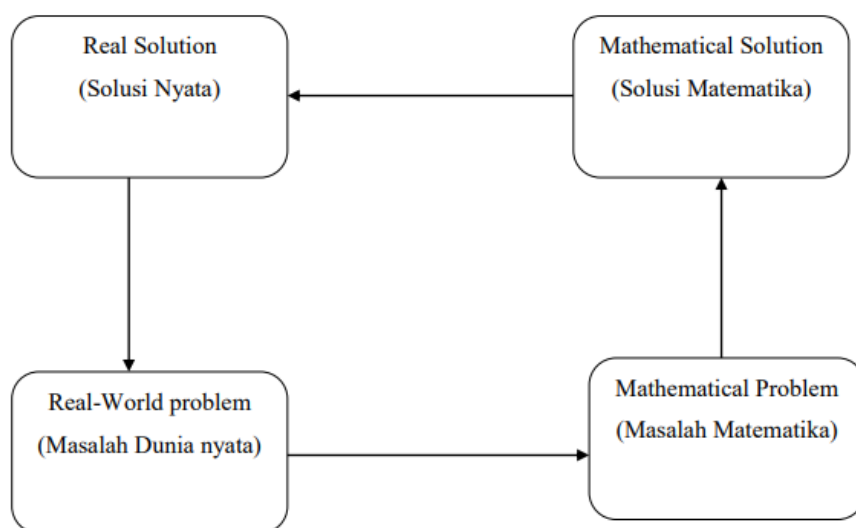 Real Solution
(Solusi Nyata)
Mathematical Solution
(Solusi Matematika)
Real-World problem
(Masalah Dunia nyata)
Mathematical Problem
(Masalah Matematika)